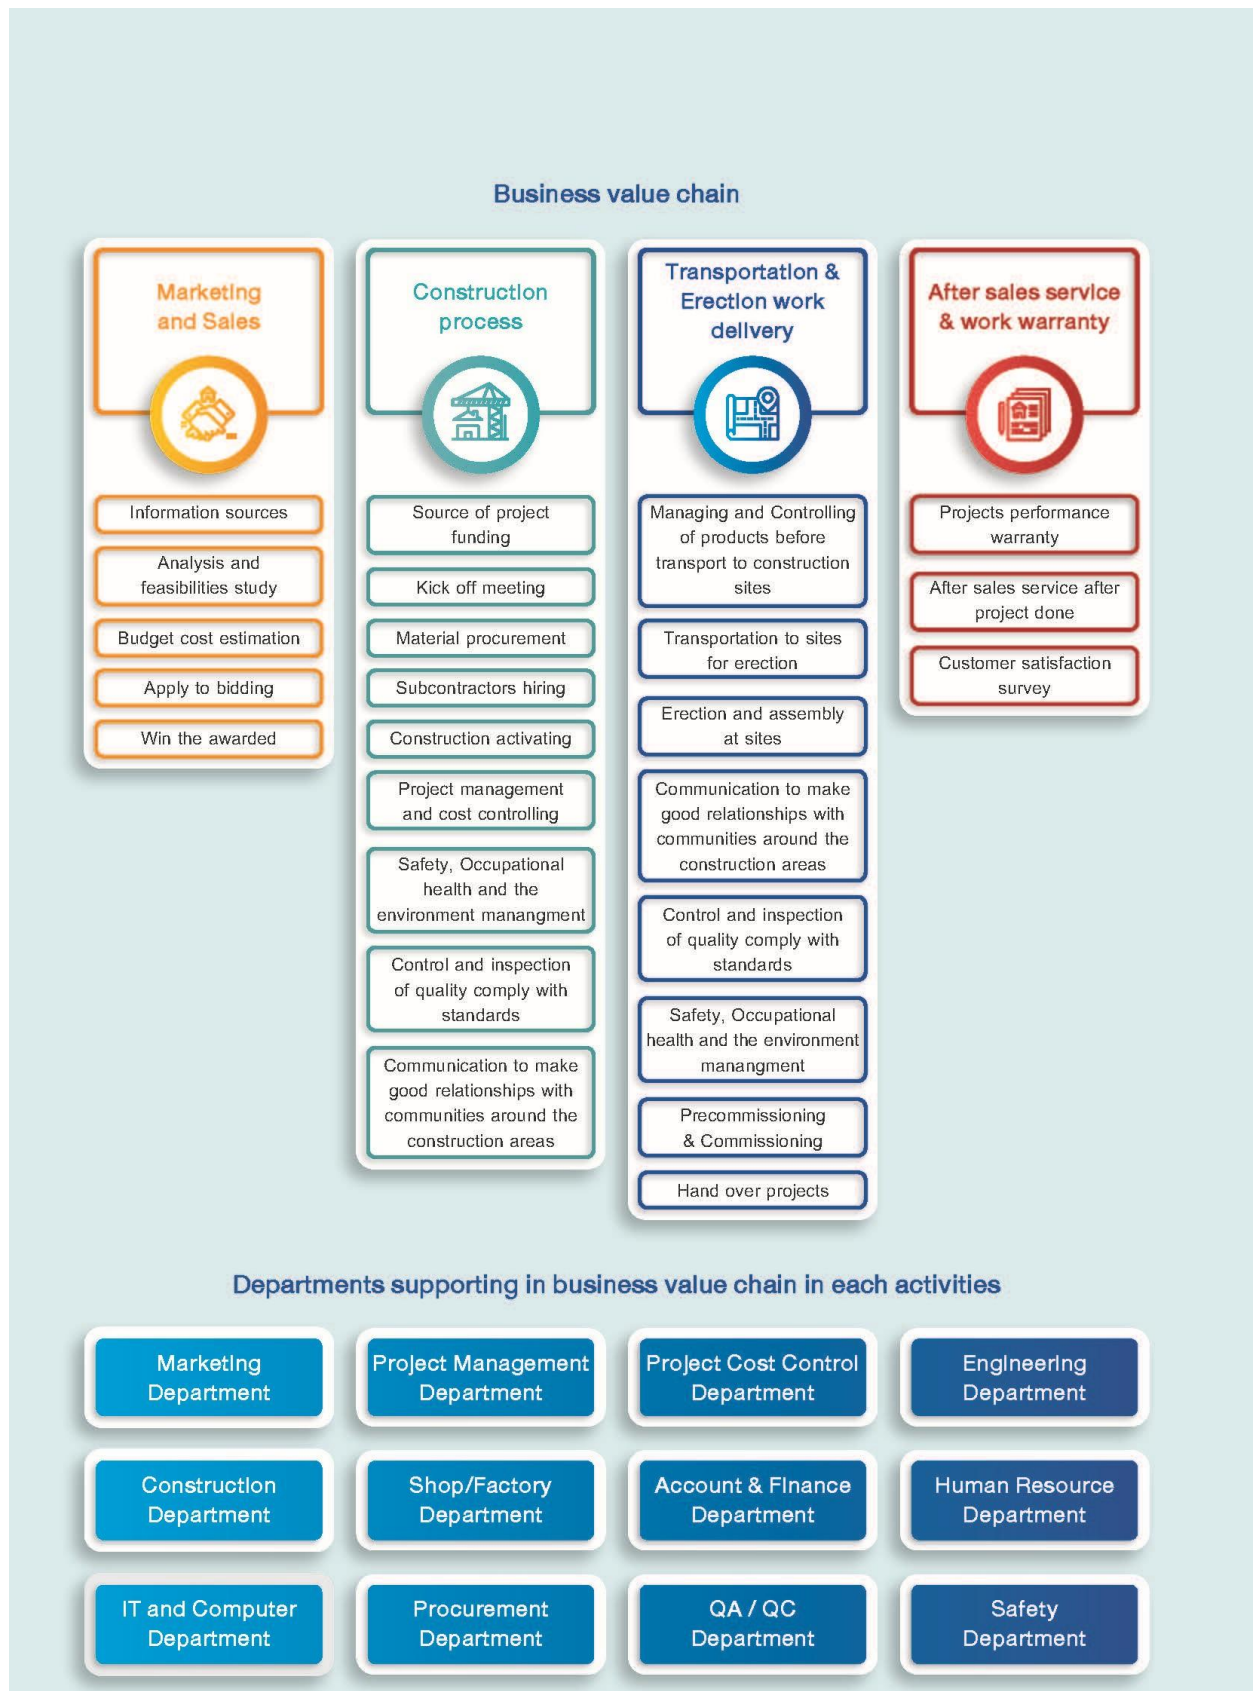 Business value chain
Marketing
and Sales
Information sources
Analysis and
feasibilities study
Budget cost estimation
Apply to bidding
Win the awarded
Construction
process
Source of project
funding
Kick off meeting
Material procurement
Subcontractors hiring
Construction activating
Project management
and cost controlling
Safety, Occupational
health and the
environment manangment
Control and inspection
of quality comply with
standards
Communication to make
good relationships with
communities around the
construction areas
Transportation &
Erection work
delivery
Managing and Controlling
of products before
transport to construction
sites
Transportation to sites
for erection
Erection and assembly
at sites
Communication to make
good relationships with
communities around the
construction areas
Control and inspection
of quality comply with
standards
Safety, Occupational
health and the environment
manangment
Precommissioning
& Commissioning
Hand over projects
After sales service
& work warranty
Projects performance
warranty
After sales service after
project done
Customer satisfaction
survey
Departments supporting in business value chain in each activities
Marketing
Department
Project Management
Department
Project Cost Control
Department
Engineering
Department
Construction
Department
Shop/Factory
Department
Account & Finance
Department
Human Resource
Department
IT and Computer
Department
Procurement
Department
QA / QC
Department
Safety
Department